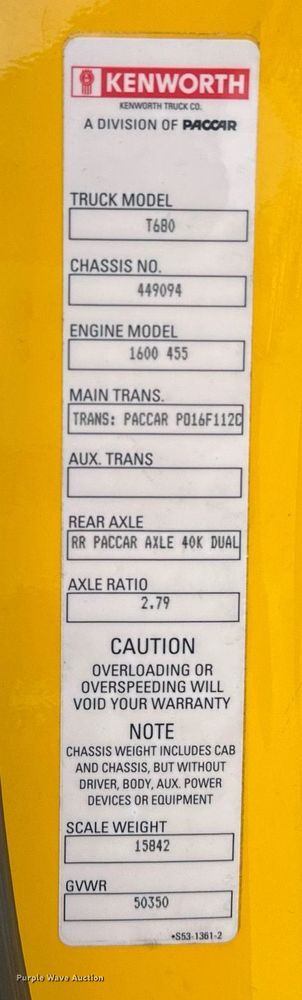 KENWORTH
KENWORTH TRUCK CO.
A DIVISION OF PACCAR
TRUCK MODEL
T680
CHASSIS NO.
449094
ENGINE MODEL
1600 455
MAIN TRANS.
TRANS: PACCAR PO16F112C
AUX. TRANS
REAR AXLE
RR PACCAR AXLE 40K DUAL
AXLE RATIO
2.79
CAUTION
OVERLOADING OR
OVERSPEEDING WILL
VOID YOUR WARRANTY
NOTE
CHASSIS WEIGHT INCLUDES CAB
AND CHASSIS, BUT WITHOUT
DRIVER, BODY, AUX. POWER
DEVICES OR EQUIPMENT
SCALE WEIGHT
15842
GVWR
50350
•S53-1361-2
Purple Wave Auction